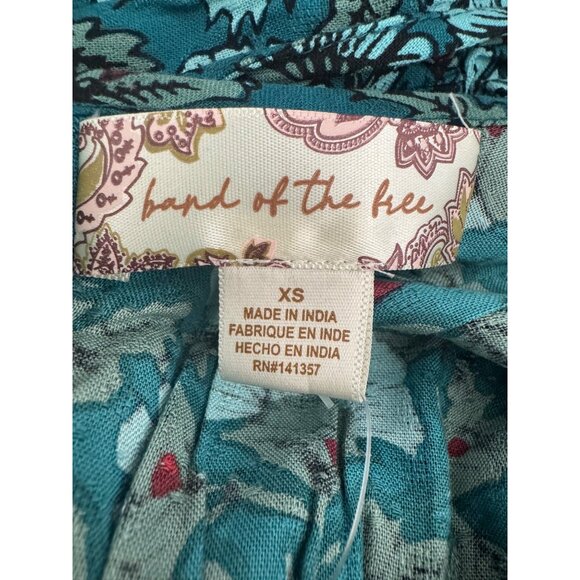 band of the free
XS
MADE IN INDIA
FABRIQUE EN INDE
HECHO EN INDIA
RN#141357